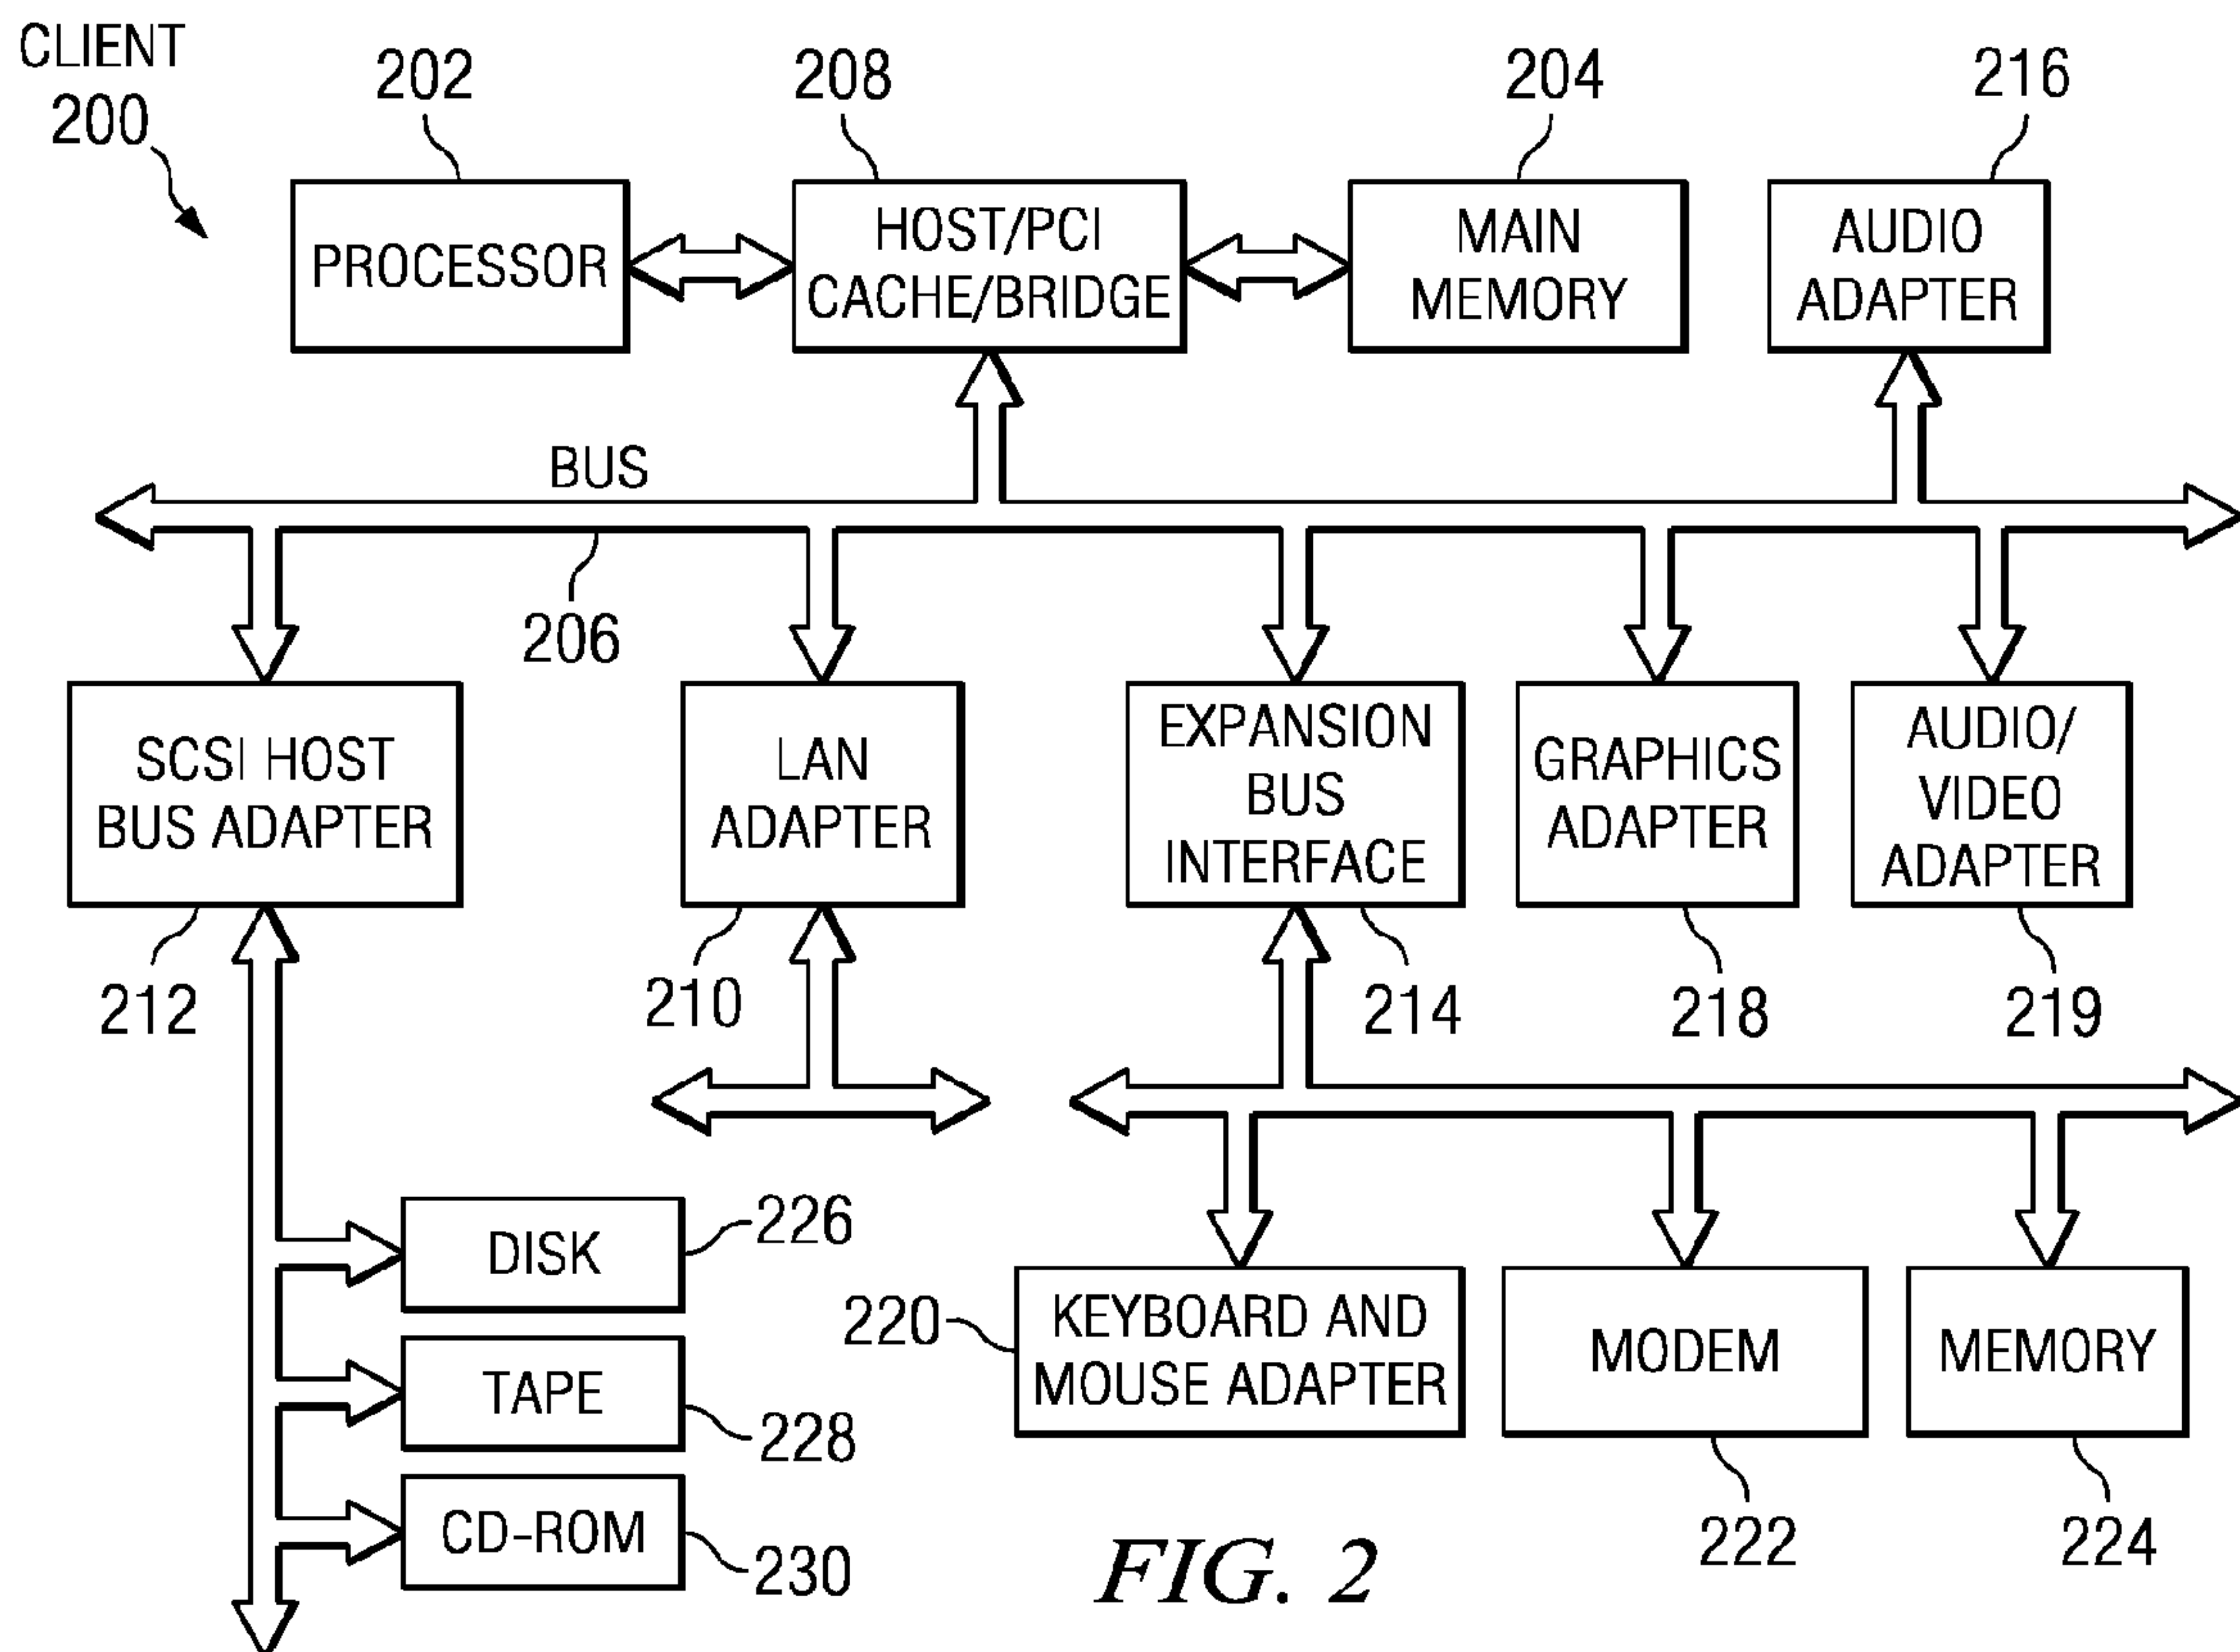 CLIENT
200
202
208
204
216
PROCESSOR
HOST/PCI
CACHE/BRIDGE
MAIN
MEMORY
AUDIO
ADAPTER
BUS
206
SCSI HOST
BUS ADAPTER
LAN
ADAPTER
EXPANSION
BUS
INTERFACE
GRAPHICS
ADAPTER
AUDIO/
VIDEO
ADAPTER
212
210
214
218
219
DISK
226
TAPE
228
CD-ROM
230
220
KEYBOARD AND
MOUSE ADAPTER
MODEM
MEMORY
222
224
FIG. 2